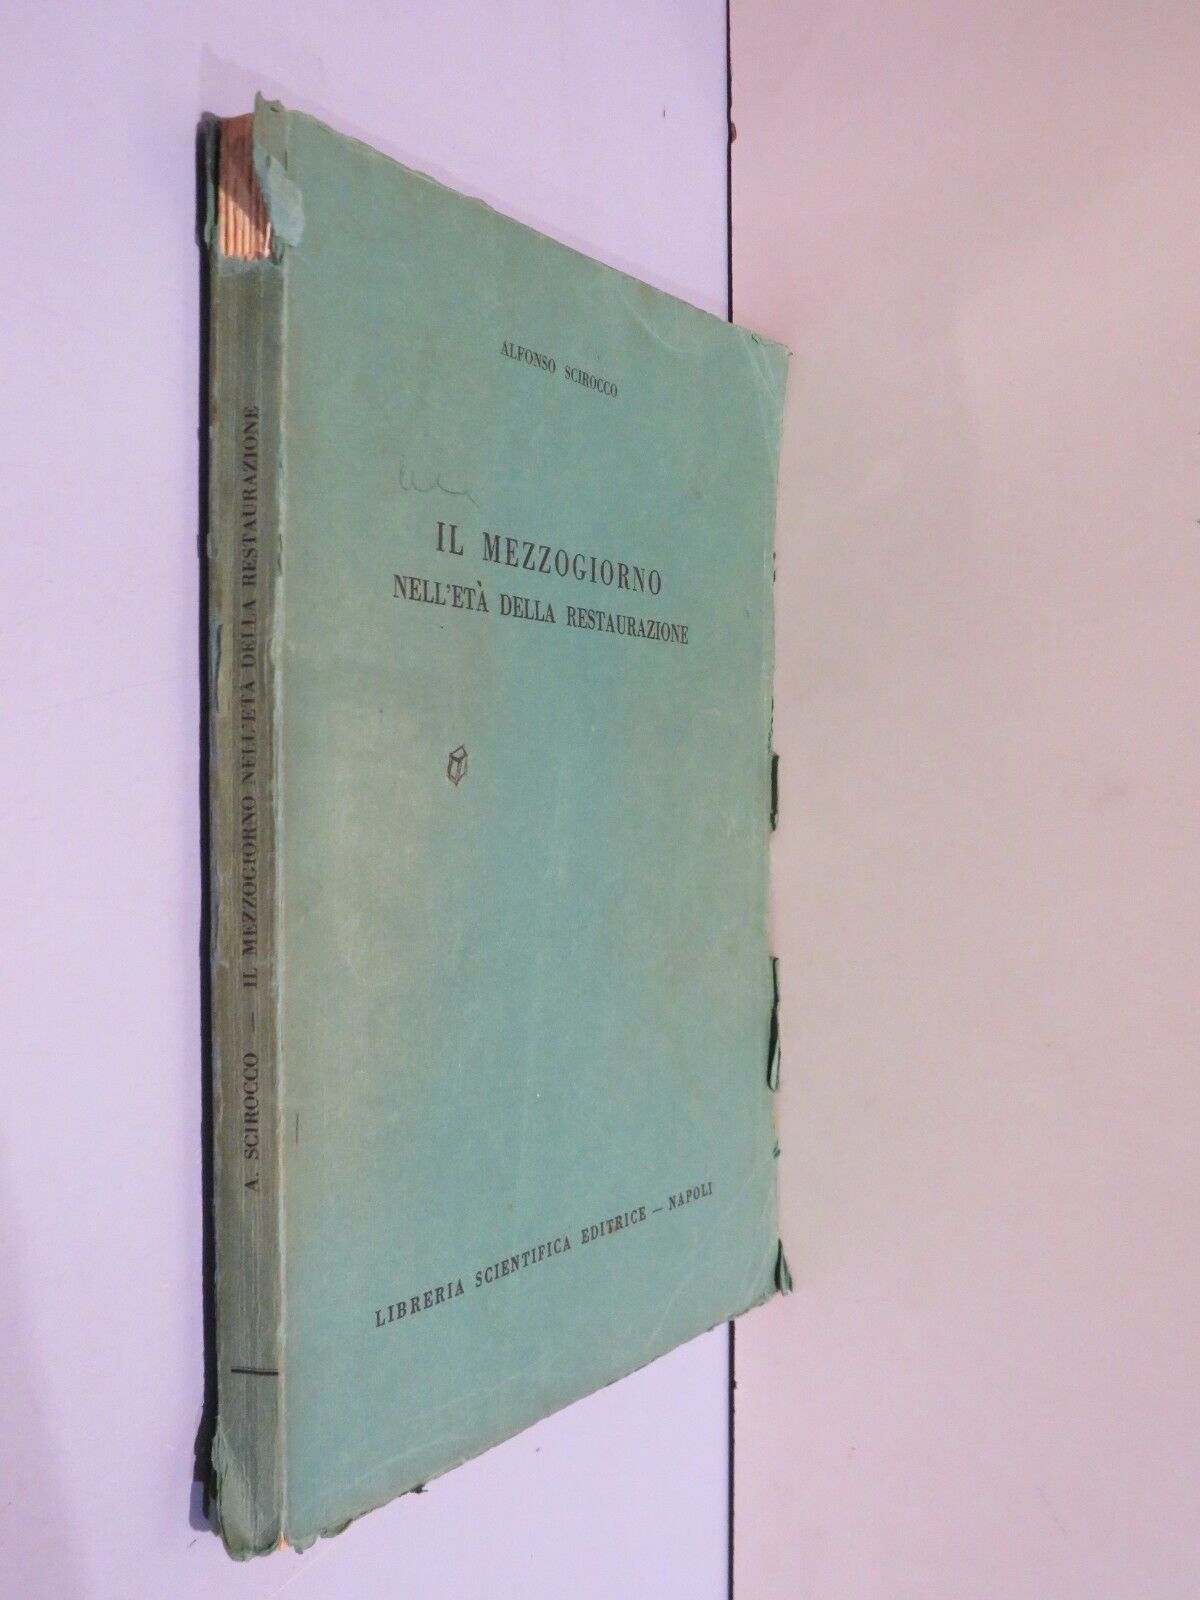 A. SCIROCCO — IL MEZZOGIORNO NELL'ETÀ DELLA RESTAURAZIONE
ALFONSO SCIROCCO
IL MEZZOGIORNO
NELL'ETÀ DELLA RESTAURAZIONE
LIBRERIA SCIENTIFICA EDITRICE — NAPOLI